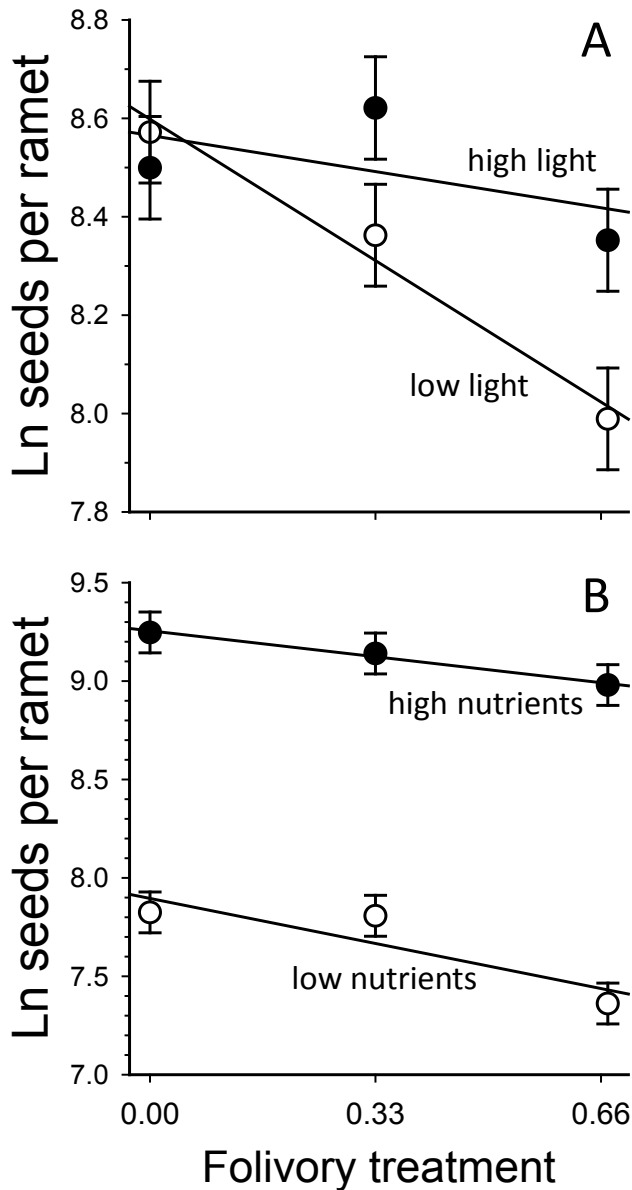 A
Ln seeds per ramet
8.8
8.6
8.4
8.2
8.0
7.8
high light
low light
B
Ln seeds per ramet
9.5
9.0
8.5
8.0
7.5
7.0
high nutrients
low nutrients
0.00 0.33 0.66
Folivory treatment